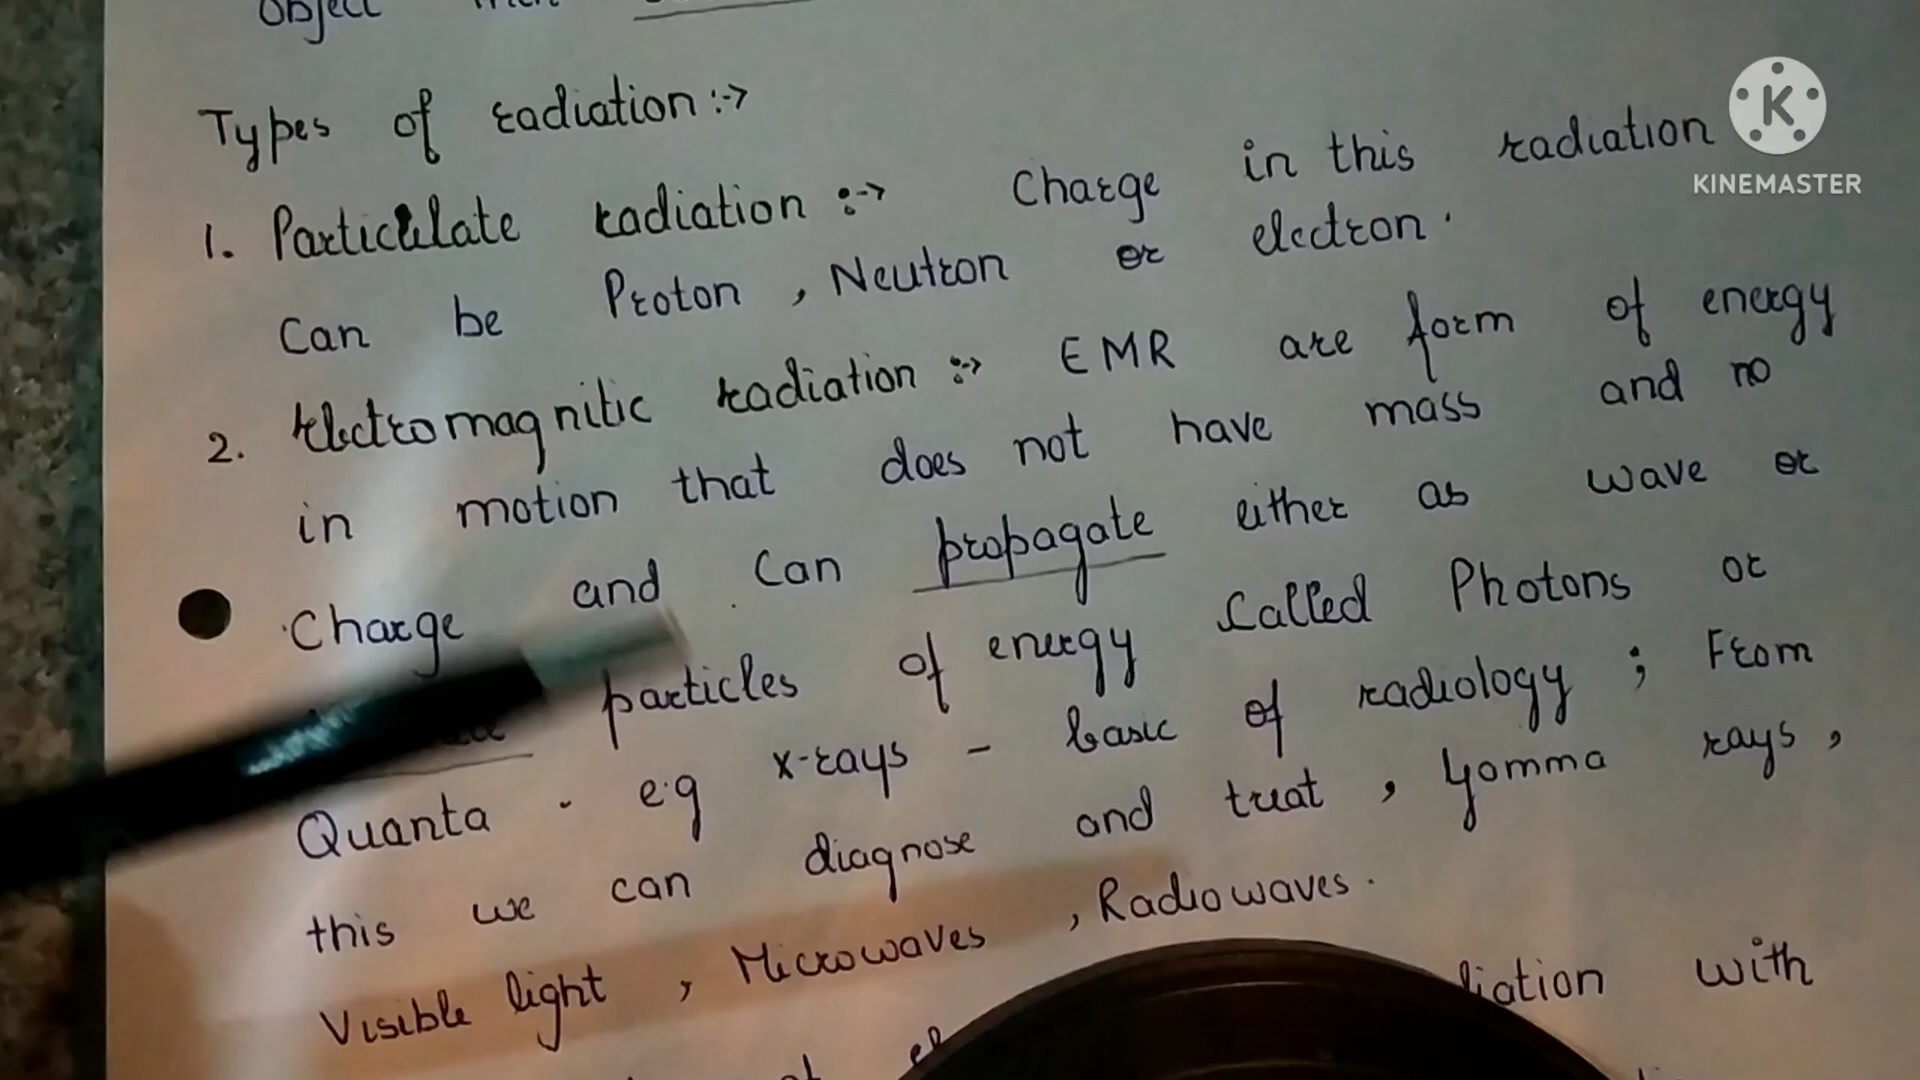 object
Types of radiation :->
1. Particulate radiation :-> Charge in this radiation
Can be Proton , Neutron or electron .
2. Electromagnitic radiation :-> EMR are form of energy
in motion that does not have mass and no
Charge and Can propagate either as wave or
particles of energy Called Photons or
Quanta . e.g x-rays - basic of radiology ; From
this we can diagnose and treat , Gamma rays ,
Visible light , Microwaves , Radiowaves .
with
K
KINEMASTER